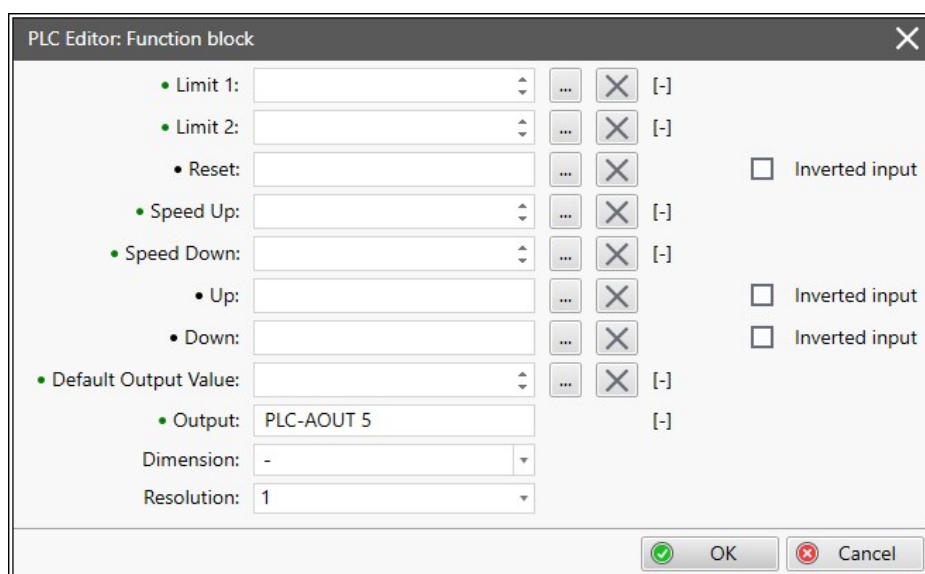 PLC Editor: Function block
• Limit 1: ... [-]
• Limit 2: ... [-]
• Reset: ... Inverted input
• Speed Up: ... [-]
• Speed Down: ... [-]
• Up: ... Inverted input
• Down: ... Inverted input
• Default Output Value: ... [-]
• Output: PLC-AOUT 5 [-]
Dimension: -
Resolution: 1
OK Cancel